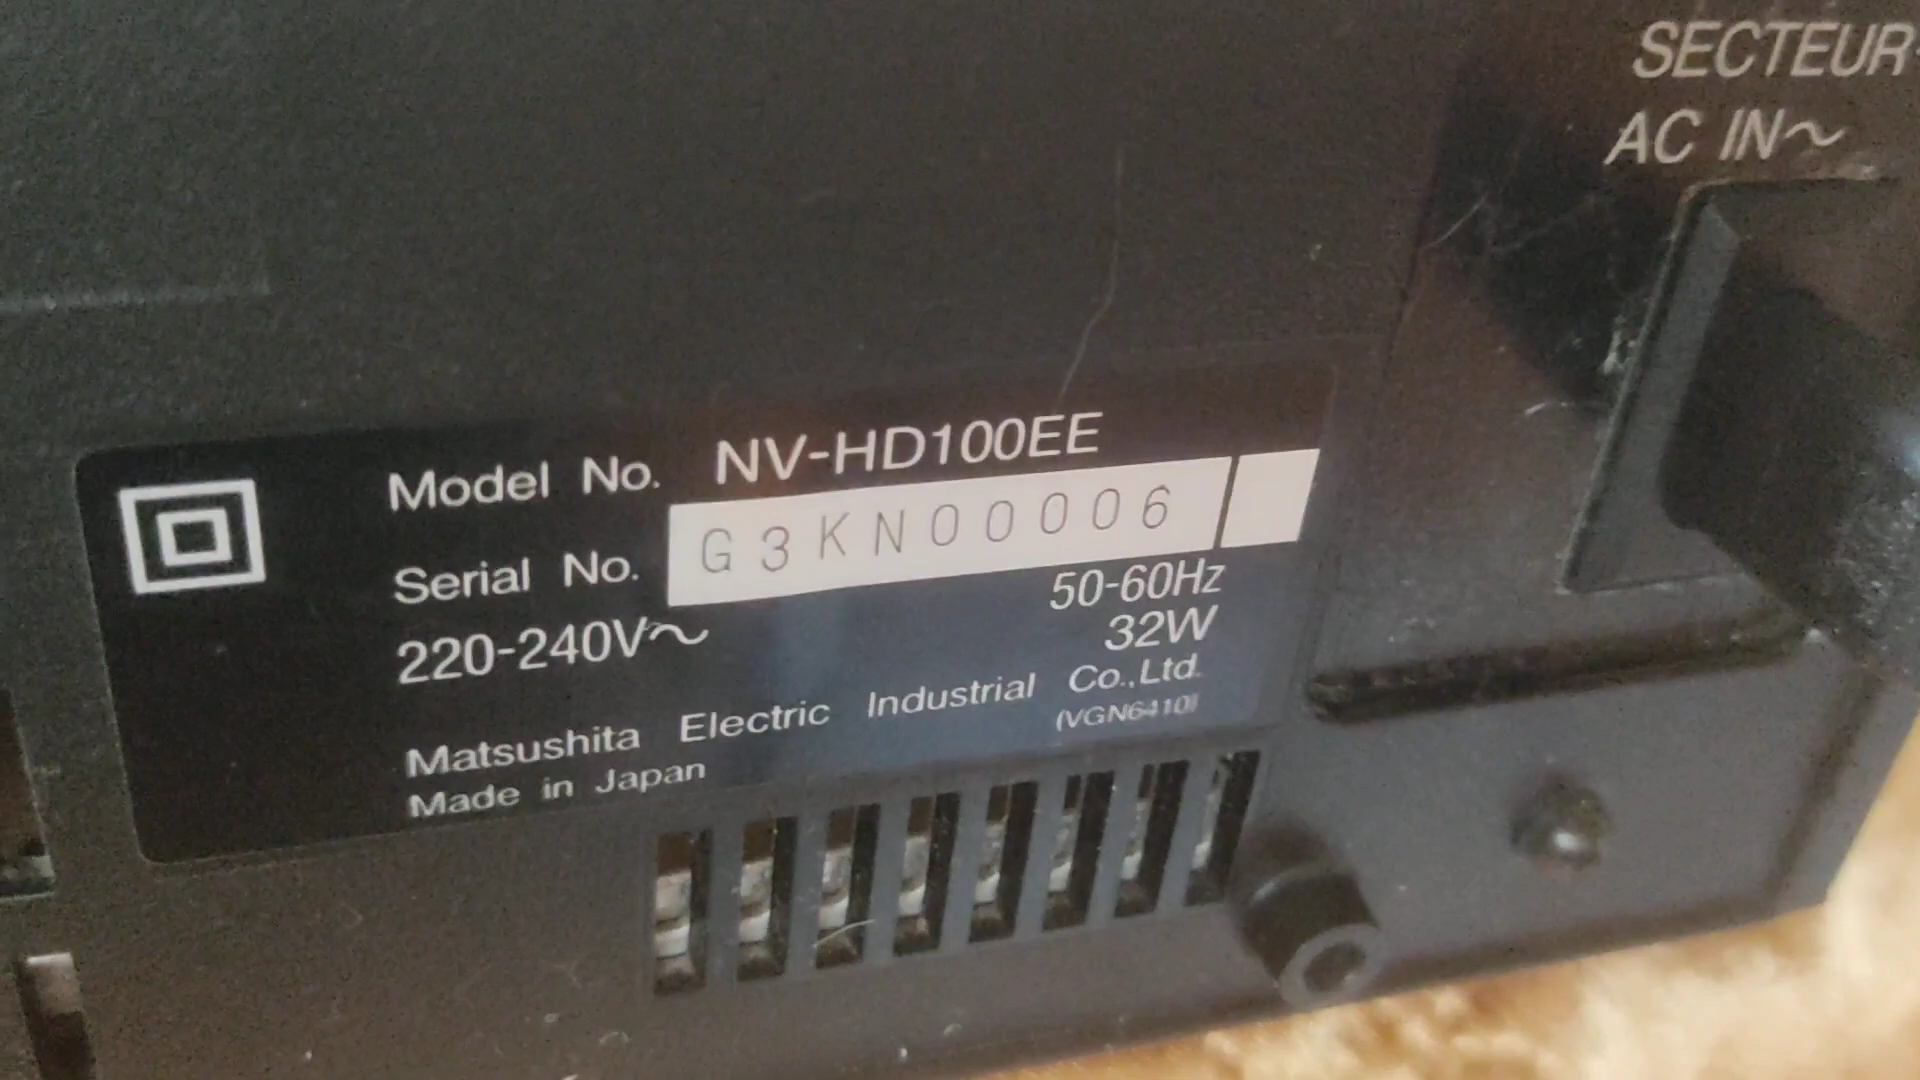 SECTEUR
AC IN~
Model No. NV-HD100EE
Serial No. G3KN00006
220-240V~ 50-60Hz
32W
Matsushita Electric Industrial Co.,Ltd.
(VGN6410)
Made in Japan